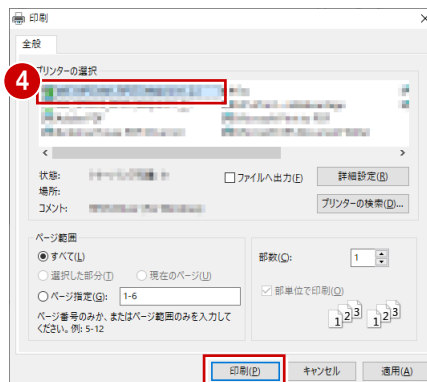 印刷
全般
プリンターの選択
4
状態:
場所:
コメント:
ファイルへ出力(F)
詳細設定(R)
プリンターの検索(D)...
ページ範囲
すべて(L)
選択した部分(T)
現在のページ(U)
ページ指定(G):
1-6
ページ番号のみか、またはページ範囲のみを入力して
ください。例: 5-12
部数(C):
1
部単位で印刷(O)
1 2 3 1 2 3
印刷(P)
キャンセル
適用(A)